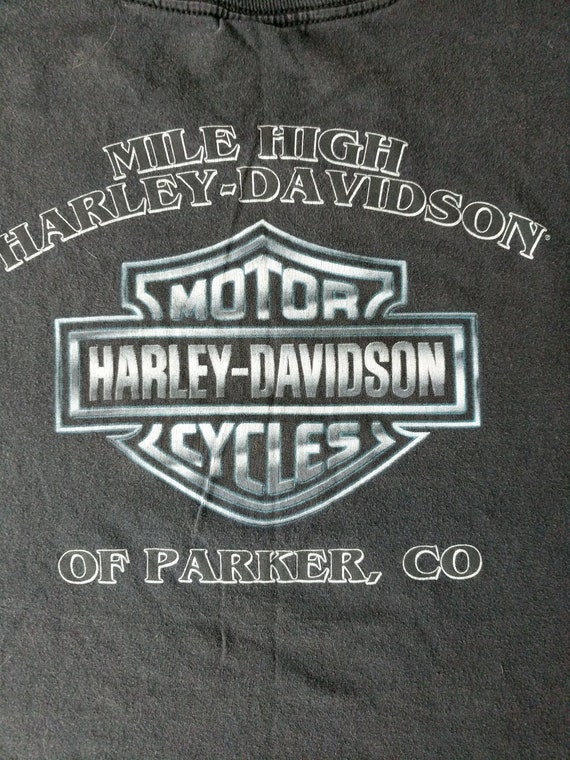 MILE HIGH
HARLEY-DAVIDSON
MOTOR
HARLEY-DAVIDSON
CYCLES
OF PARKER, CO